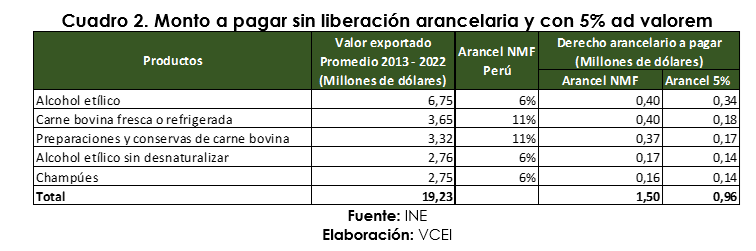 Cuadro 2. Monto a pagar sin liberación arancelaria y con 5% ad valorem
Productos Valor exportado Promedio 2013 - 2022 (Millones de dólares) Arancel NMF Perú Derecho arancelario a pagar (Millones de dólares)
Arancel NMF Arancel 5%
Alcohol etílico 6,75 6% 0,40 0,34
Carne bovina fresca o refrigerada 3,65 11% 0,40 0,18
Preparaciones y conservas de carne bovina 3,32 11% 0,37 0,17
Alcohol etílico sin desnaturalizar 2,76 6% 0,17 0,14
Champúes 2,75 6% 0,16 0,14
Total 19,23 1,50 0,96
Fuente: INE
Elaboración: VCEI